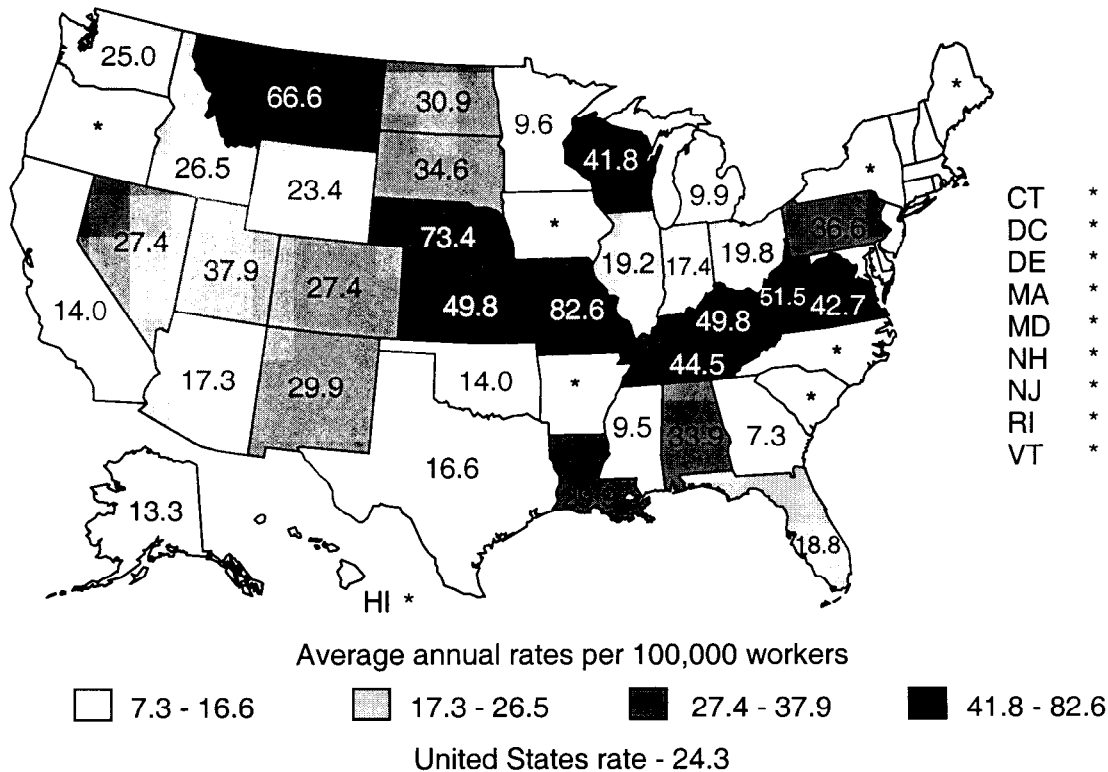 25.0
66.6
30.9
9.6
*
*
*
26.5
34.6
41.8
9.9
23.4
73.4
*
36.6
CT *
27.4
37.9
27.4
19.2
17.4
19.8
DC *
DE *
14.0
49.8
82.6
49.8
51.5
42.7
MA *
MD *
17.3
29.9
14.0
*
44.5
*
NH *
NJ *
16.6
9.5
33.9
7.3
*
RI *
VT *
13.3
18.8
HI *
Average annual rates per 100,000 workers
7.3 - 16.6
17.3 - 26.5
27.4 - 37.9
41.8 - 82.6
United States rate - 24.3